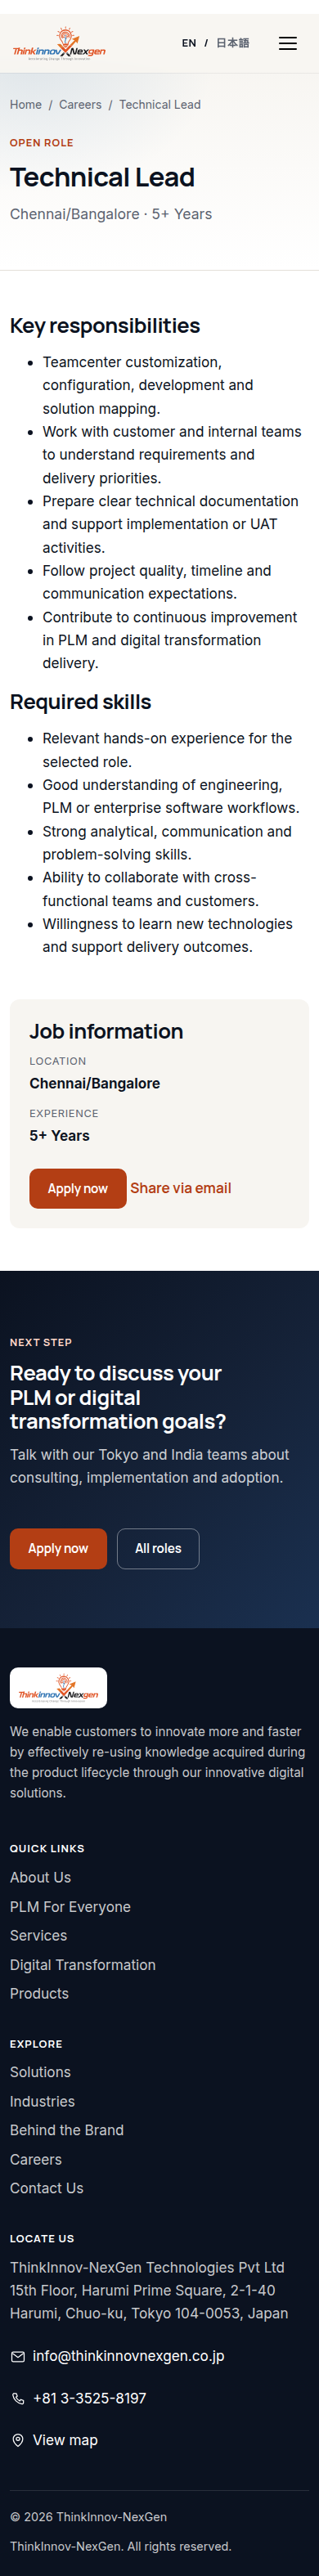 ThinkInnov-NexGen
EN / 日本語
Home / Careers / Technical Lead
OPEN ROLE
Technical Lead
Chennai/Bangalore · 5+ Years
Key responsibilities
• Teamcenter customization,
configuration, development and
solution mapping.
• Work with customer and internal teams
to understand requirements and
delivery priorities.
• Prepare clear technical documentation
and support implementation or UAT
activities.
• Follow project quality, timeline and
communication expectations.
• Contribute to continuous improvement
in PLM and digital transformation
delivery.
Required skills
• Relevant hands-on experience for the
selected role.
• Good understanding of engineering,
PLM or enterprise software workflows.
• Strong analytical, communication and
problem-solving skills.
• Ability to collaborate with cross-
functional teams and customers.
• Willingness to learn new technologies
and support delivery outcomes.
Job information
LOCATION
Chennai/Bangalore
EXPERIENCE
5+ Years
Apply now Share via email
NEXT STEP
Ready to discuss your
PLM or digital
transformation goals?
Talk with our Tokyo and India teams about
consulting, implementation and adoption.
Apply now All roles
ThinkInnov-NexGen
We enable customers to innovate more and faster
by effectively re-using knowledge acquired during
the product lifecycle through our innovative digital
solutions.
QUICK LINKS
About Us
PLM For Everyone
Services
Digital Transformation
Products
EXPLORE
Solutions
Industries
Behind the Brand
Careers
Contact Us
LOCATE US
ThinkInnov-NexGen Technologies Pvt Ltd
15th Floor, Harumi Prime Square, 2-1-40
Harumi, Chuo-ku, Tokyo 104-0053, Japan
info@thinkinnovnexgen.co.jp
+81 3-3525-8197
View map
© 2026 ThinkInnov-NexGen
ThinkInnov-NexGen. All rights reserved.